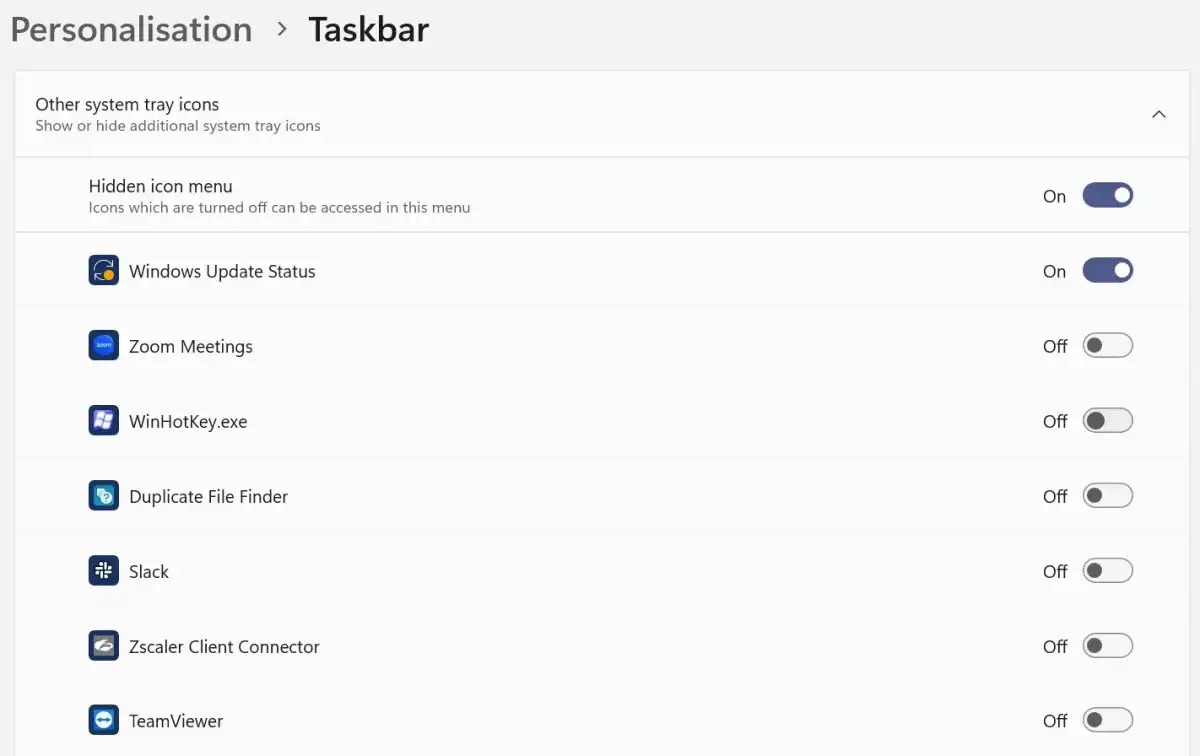 Personalisation > Taskbar
Other system tray icons
Show or hide additional system tray icons
Hidden icon menu
Icons which are turned off can be accessed in this menu
On
Windows Update Status
On
zoom
Zoom Meetings
Off
WinHotKey.exe
Off
Duplicate File Finder
Off
Slack
Off
Zscaler Client Connector
Off
TeamViewer
Off